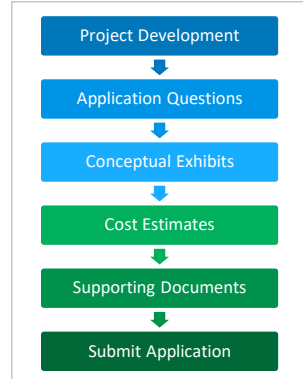 Project Development
Application Questions
Conceptual Exhibits
Cost Estimates
Supporting Documents
Submit Application